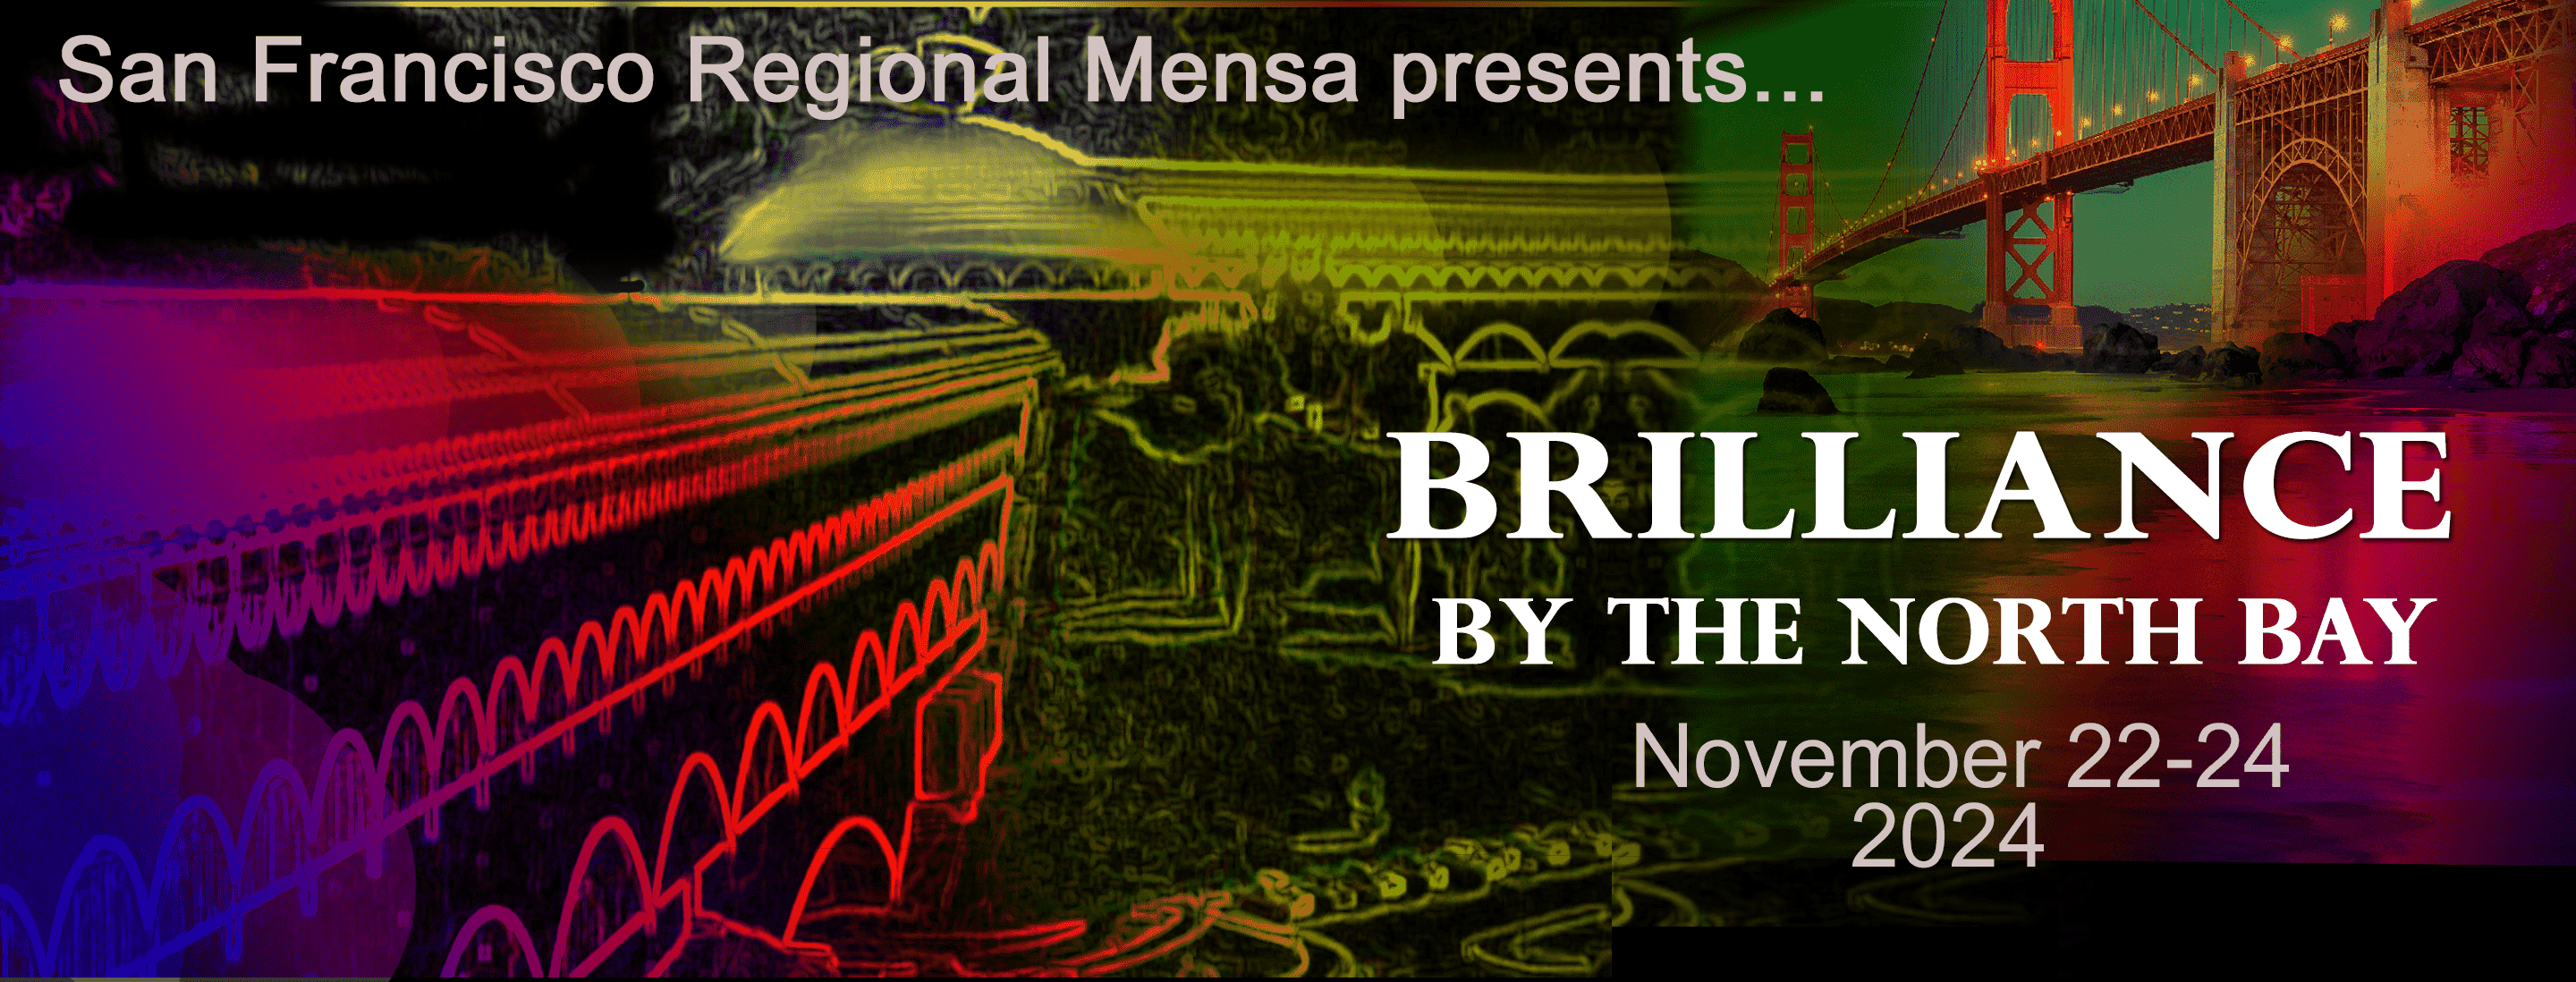 San Francisco Regional Mensa presents...
BRILLIANCE
BY THE NORTH BAY
November 22-24
2024